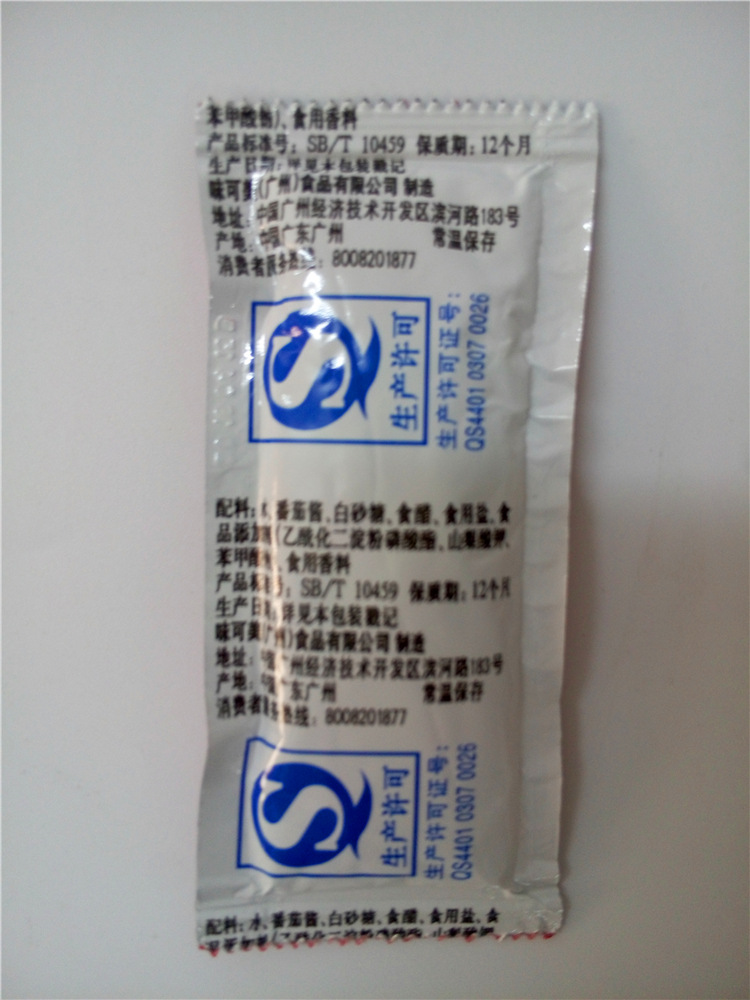 苯甲酸钠)、食用香料
产品标准号: SB/T 10459 保质期: 12个月
生产日期: 详见本包装戳记
味可美(广州)食品有限公司 制造
地址: 中国广州经济技术开发区滨河路183号
产地: 中国广东广州 常温保存
消费者服务热线: 8008201877
生产许可
生产许可证号:
QS4401 0307 0026
配料: 水、番茄酱、白砂糖、食醋、食用盐、食
品添加剂(乙酰化二淀粉磷酸酯、山梨酸钾、
苯甲酸钠)、食用香料
产品标准号: SB/T 10459 保质期: 12个月
生产日期: 详见本包装戳记
味可美(广州)食品有限公司 制造
地址: 中国广州经济技术开发区滨河路183号
产地: 中国广东广州 常温保存
消费者服务热线: 8008201877
生产许可
生产许可证号:
QS4401 0307 0026
配料: 水、番茄酱、白砂糖、食醋、食用盐、食